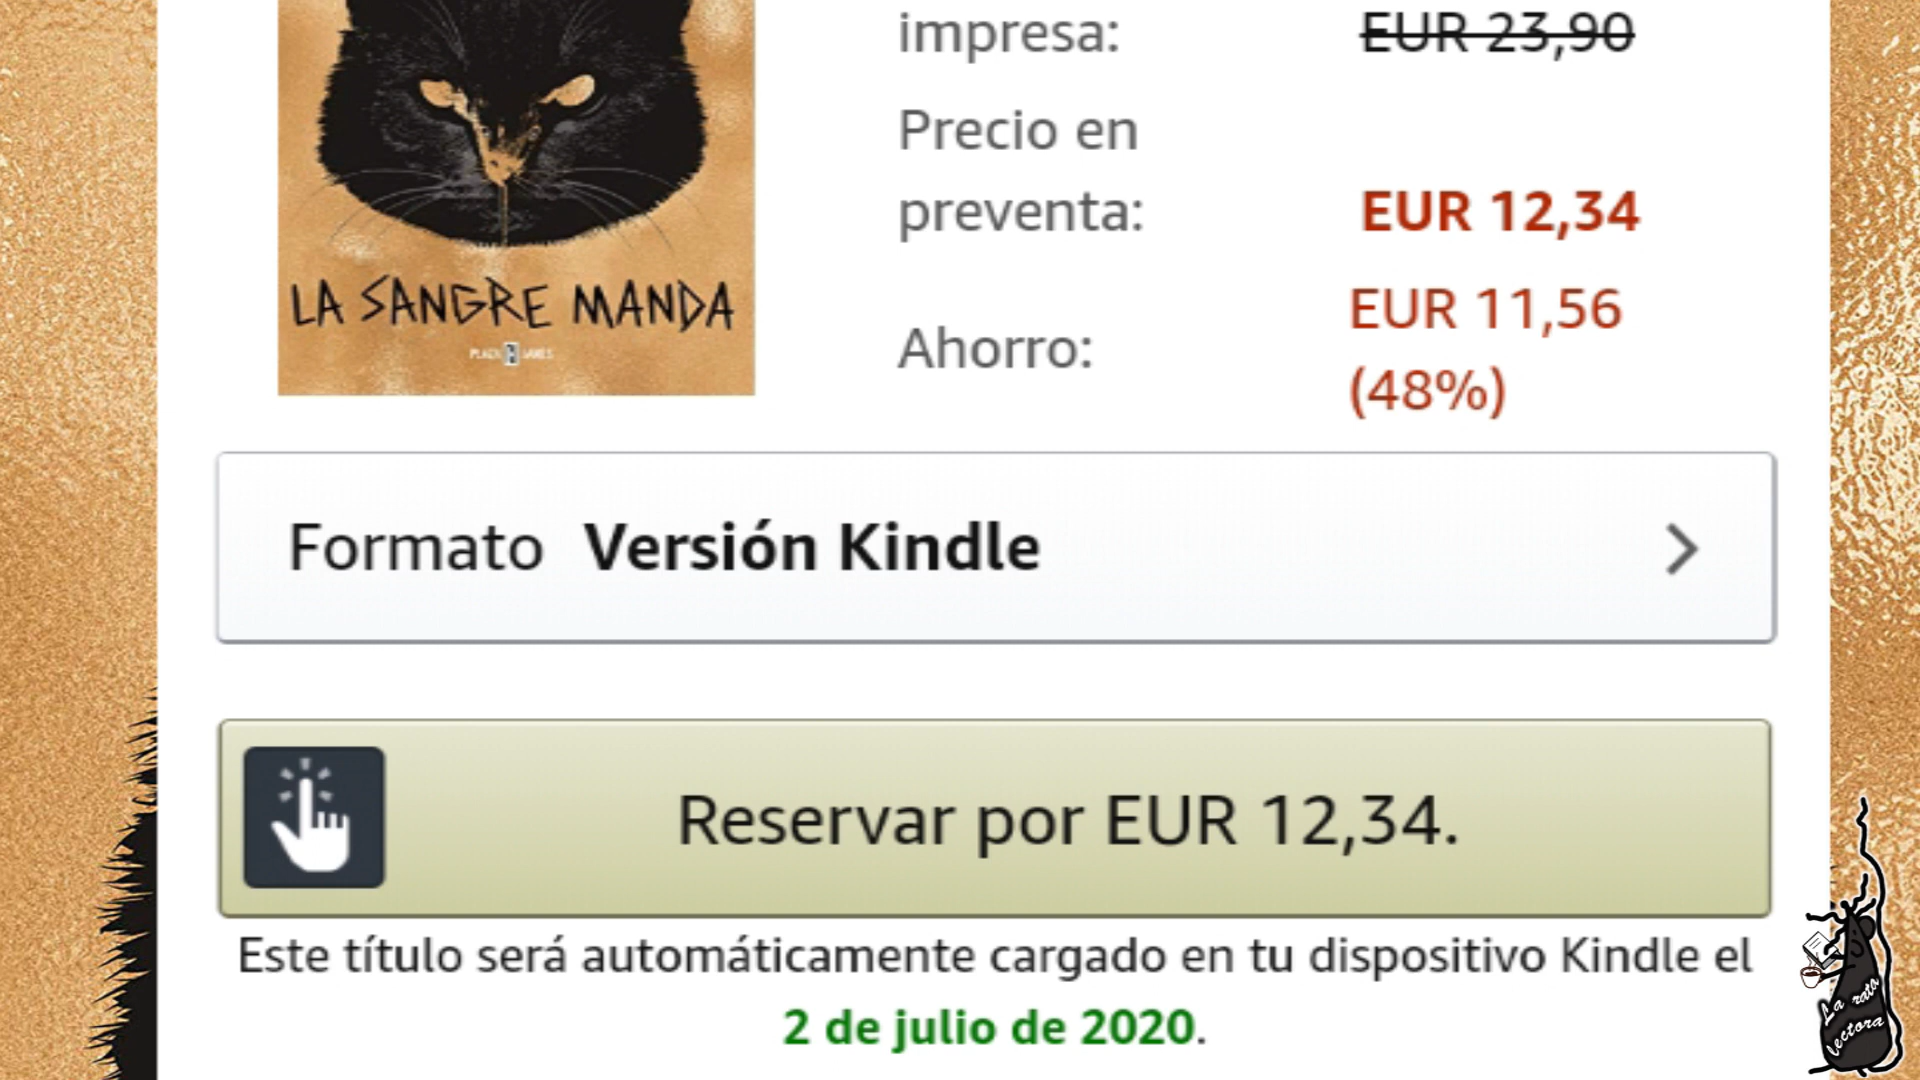 impresa:
EUR 23,90
Precio en
preventa:
EUR 12,34
Ahorro:
EUR 11,56
(48%)
LA SANGRE MANDA
PLAZA JANÉS
Formato Versión Kindle
Reservar por EUR 12,34.
Este título será automáticamente cargado en tu dispositivo Kindle el
2 de julio de 2020.
La rata
lectora